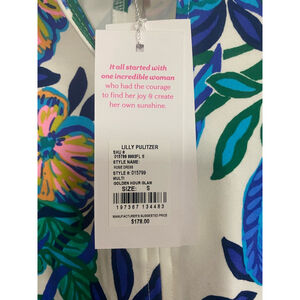 It all started with
one incredible woman
who had the courage
to find her joy & create
her own sunshine.
LILLY PULITZER
SKU #
015799 9993FL S
STYLE NAME:
DRESS
STYLE #: 015799
MULTI
GOLDEN HOUR GLAM
SIZE: S
197367 134483
MANUFACTURER'S SUGGESTED PRICE
$178.00